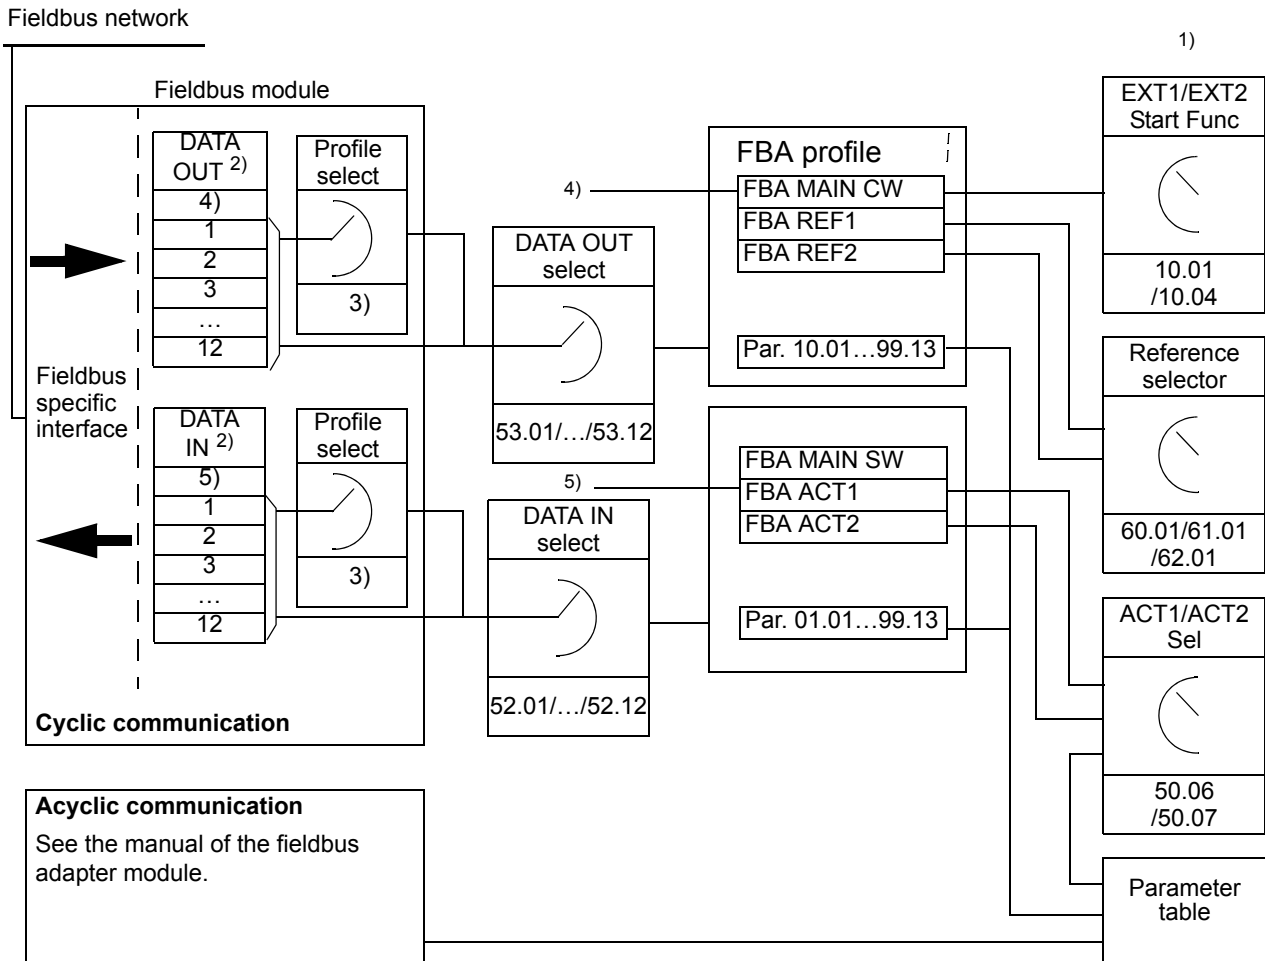 Fieldbus network
1)
Fieldbus module
DATA
OUT 2)
4)
1
2
3
…
12
Profile
select
3)
Fieldbus
specific
interface
DATA
IN 2)
5)
1
2
3
…
12
Profile
select
3)
Cyclic communication
4)
DATA OUT
select
53.01/…/53.12
5)
DATA IN
select
52.01/…/52.12
FBA profile
FBA MAIN CW
FBA REF1
FBA REF2
Par. 10.01…99.13
FBA MAIN SW
FBA ACT1
FBA ACT2
Par. 01.01…99.13
EXT1/EXT2
Start Func
10.01
/10.04
Reference
selector
60.01/61.01
/62.01
ACT1/ACT2
Sel
50.06
/50.07
Parameter
table
Acyclic communication
See the manual of the fieldbus
adapter module.